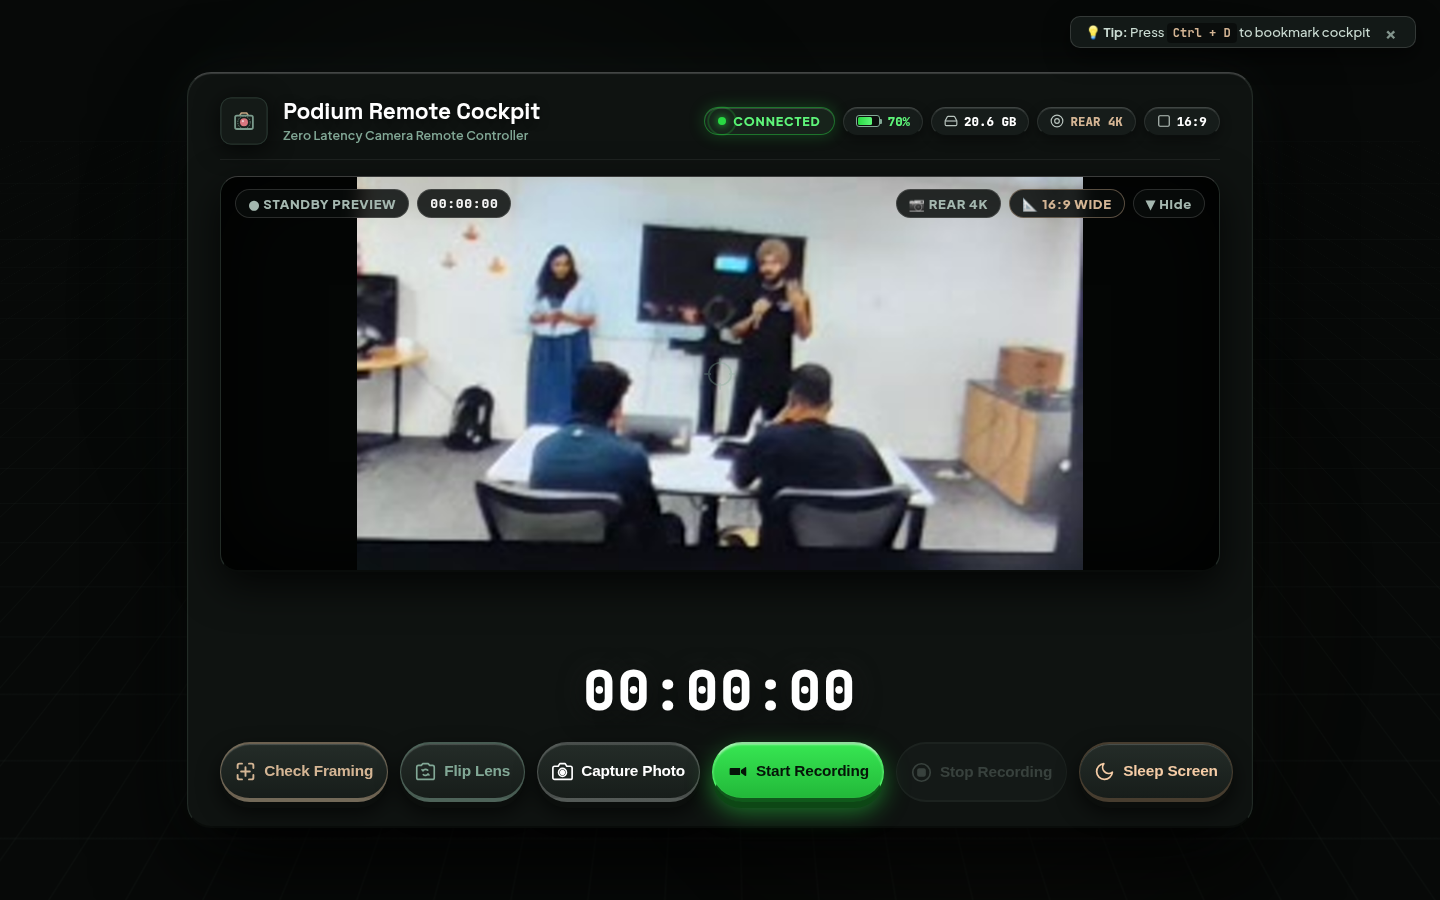 💡 Tip: Press Ctrl + D to bookmark cockpit ×
Podium Remote Cockpit
Zero Latency Camera Remote Controller
CONNECTED
70%
20.6 GB
REAR 4K
16:9
STANDBY PREVIEW
00:00:00
📷 REAR 4K
📐 16:9 WIDE
▼ Hide
00:00:00
Check Framing
Flip Lens
Capture Photo
Start Recording
Stop Recording
Sleep Screen